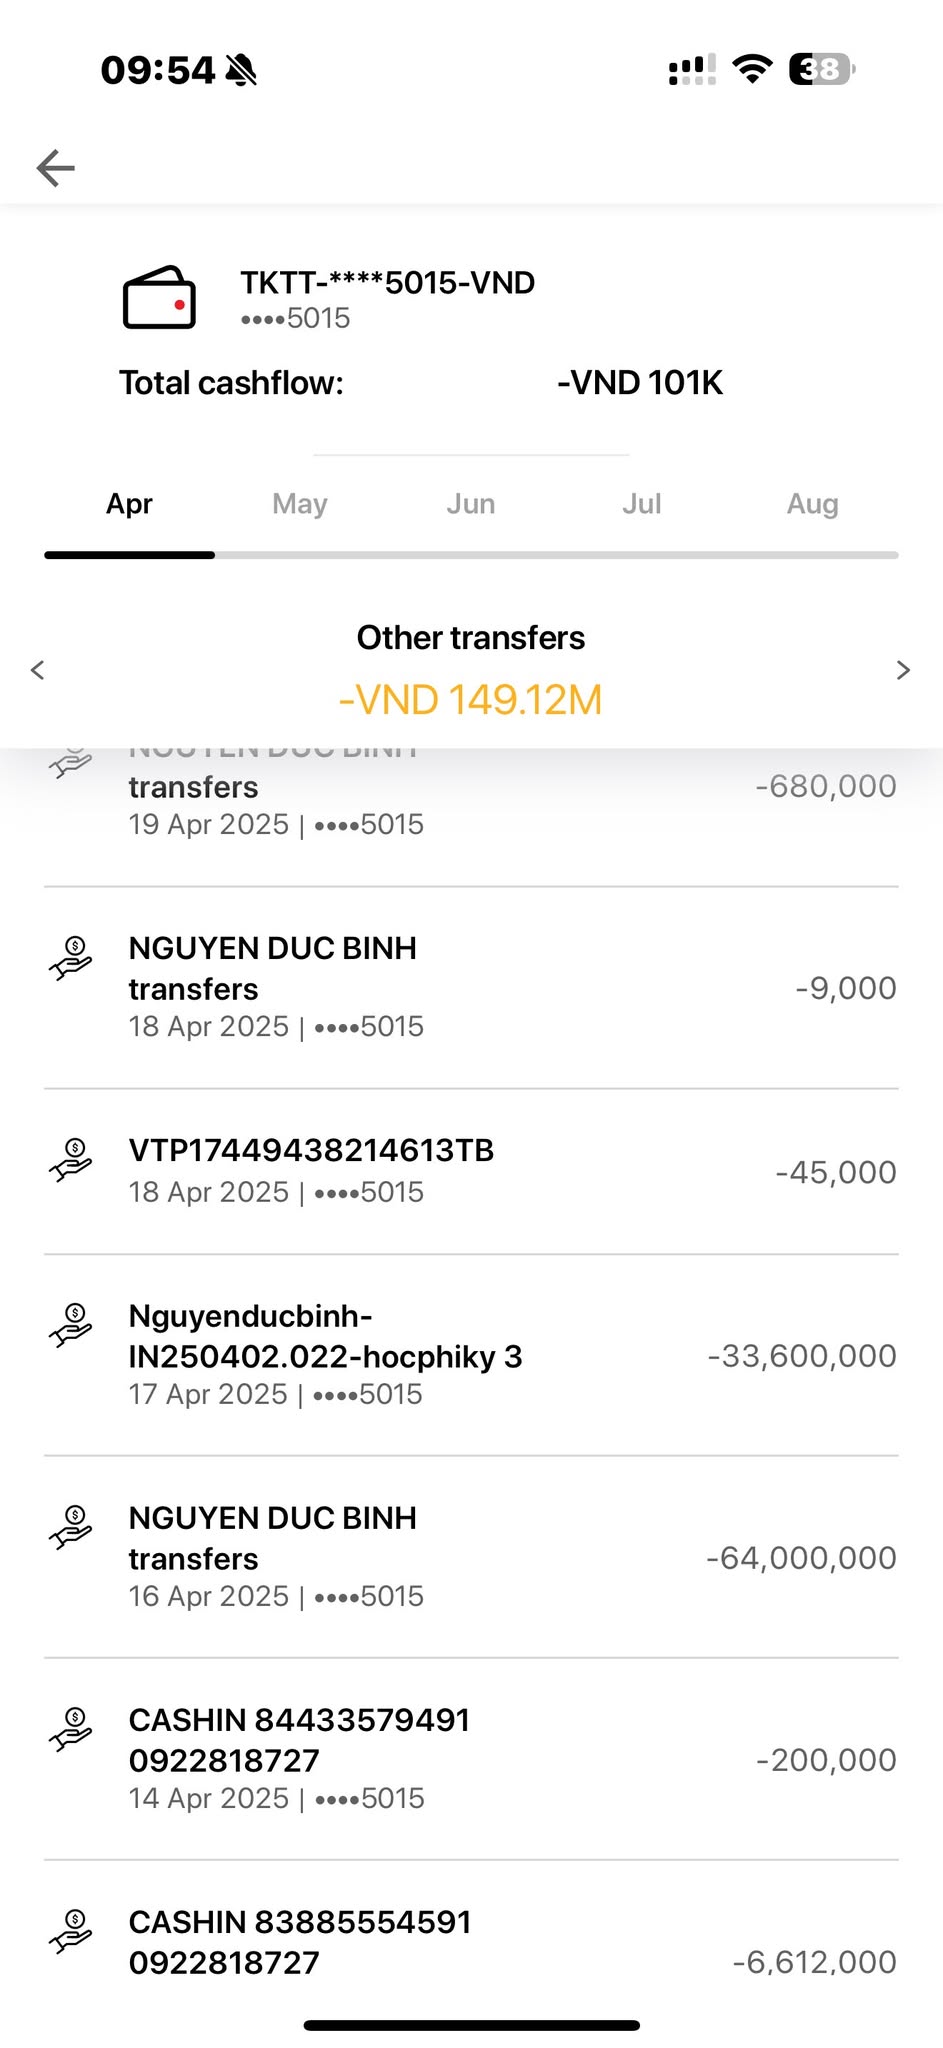 09:54
38
TKTT-****5015-VND
••••5015
Total cashflow: -VND 101K
Apr May Jun Jul Aug
Other transfers
< >
-VND 149.12M
NGUYEN DUC BINH
transfers -680,000
19 Apr 2025 | ••••5015
NGUYEN DUC BINH
transfers -9,000
18 Apr 2025 | ••••5015
VTP17449438214613TB
-45,000
18 Apr 2025 | ••••5015
Nguyenducbinh-
IN250402.022-hocphiky 3 -33,600,000
17 Apr 2025 | ••••5015
NGUYEN DUC BINH
transfers -64,000,000
16 Apr 2025 | ••••5015
CASHIN 84433579491
0922818727 -200,000
14 Apr 2025 | ••••5015
CASHIN 83885554591
0922818727 -6,612,000